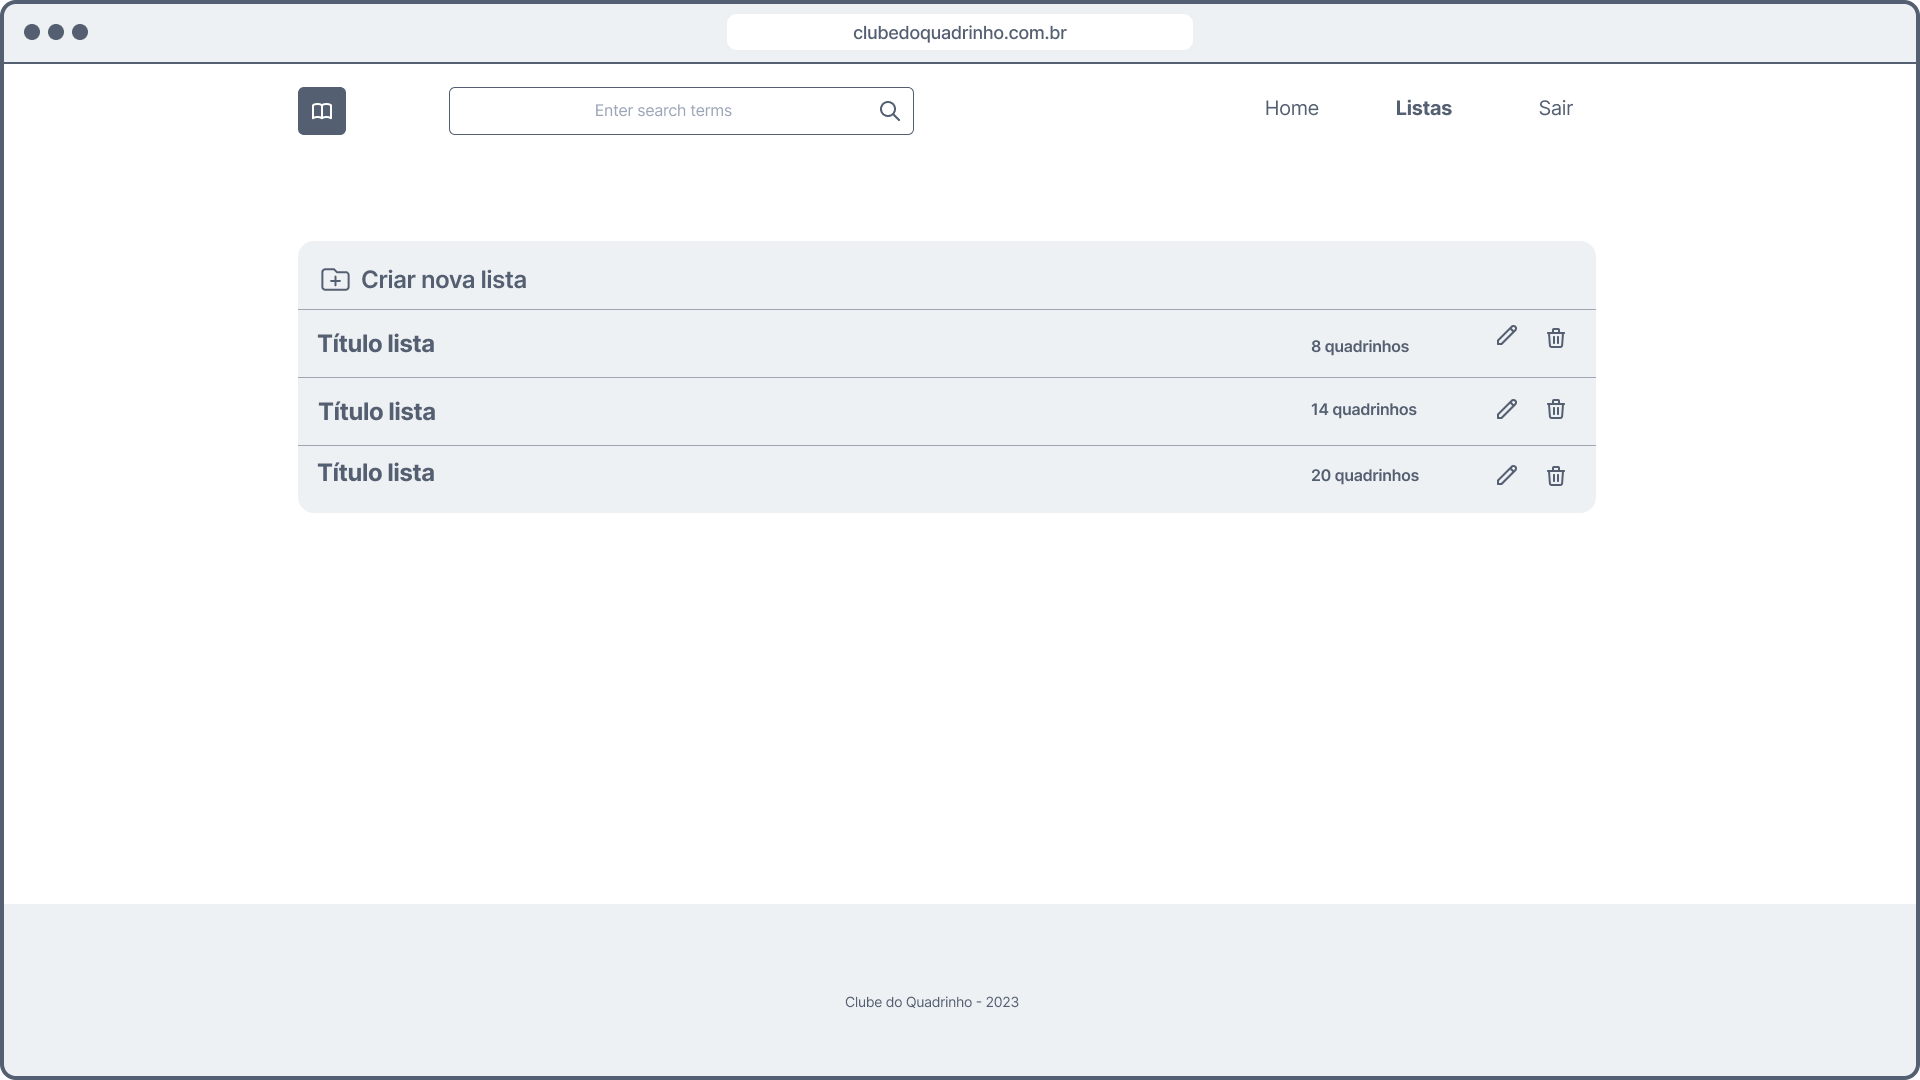 clubedoquadrinho.com.br
Enter search terms
Home
Listas
Sair
Criar nova lista
Título lista
8 quadrinhos
Título lista
14 quadrinhos
Título lista
20 quadrinhos
Clube do Quadrinho - 2023